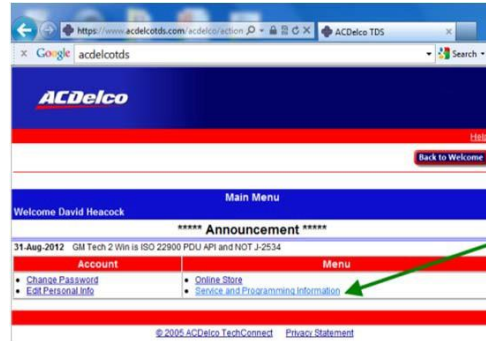 https://www.acdelcotds.com/acdelco/action
ACDelco TDS
x Google acdelcotds Search
ACDelco
Help
Back to Welcome
Main Menu
Welcome David Heacock
***** Announcement *****
31-Aug-2012 GM Tech 2 Win is ISO 22900 PDU API and NOT J-2534
Account Menu
• Change Password • Online Store
• Edit Personal Info • Service and Programming Information
© 2005 ACDelco TechConnect Privacy Statement